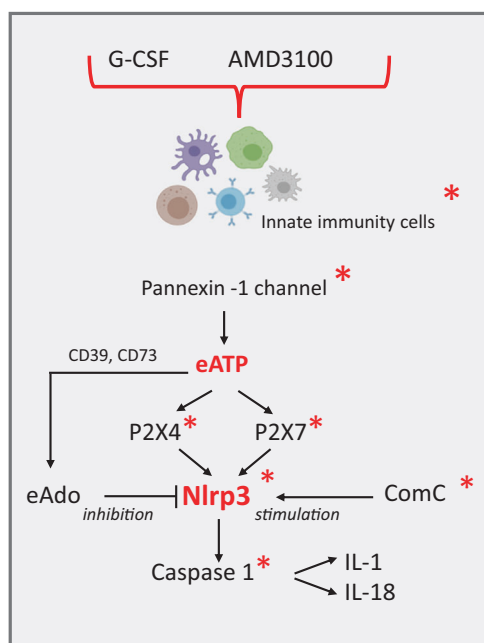 G-CSF AMD3100
Innate immunity cells *
Pannexin -1 channel *
CD39, CD73
eATP
P2X4 * P2X7 *
eAdo inhibition Nlrp3 * stimulation ComC *
Caspase 1 *
IL-1
IL-18